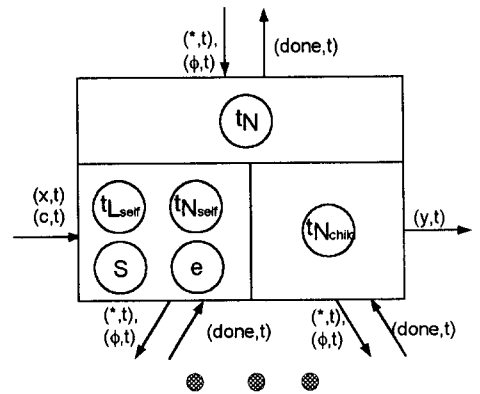 (*,t),
(ϕ,t)
(done,t)
tN
(x,t)
(c,t)
tLself
tNself
tNchild
(y,t)
S
e
(*,t),
(ϕ,t)
(done,t)
(*,t),
(ϕ,t)
(done,t)